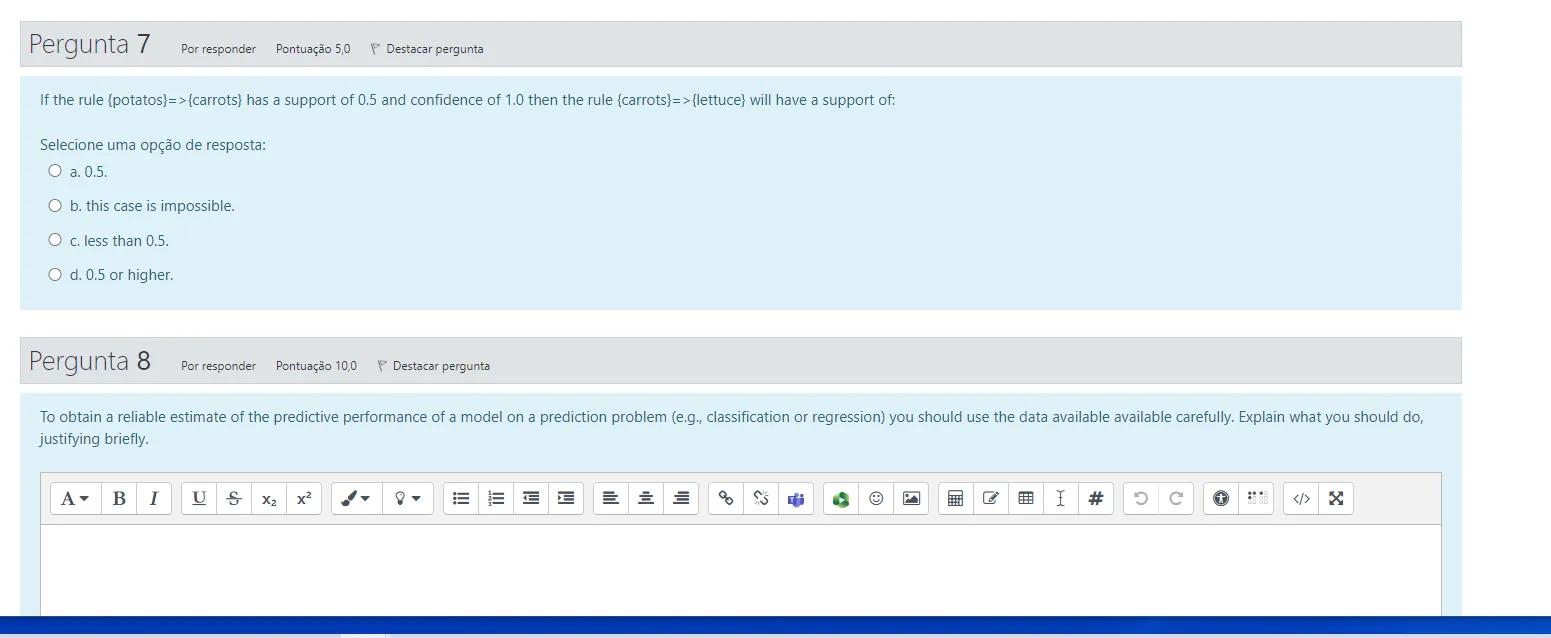 Pergunta 7 Por responder Pontuação 5,0 Destacar pergunta
If the rule {potatos}=>{carrots} has a support of 0.5 and confidence of 1.0 then the rule {carrots}=>{lettuce} will have a support of:
Selecione uma opção de resposta:
a. 0.5.
b. this case is impossible.
c. less than 0.5.
d. 0.5 or higher.
Pergunta 8 Por responder Pontuação 10,0 Destacar pergunta
To obtain a reliable estimate of the predictive performance of a model on a prediction problem (e.g., classification or regression) you should use the data available available carefully. Explain what you should do,
justifying briefly.
A B I U S x₂ x² </>